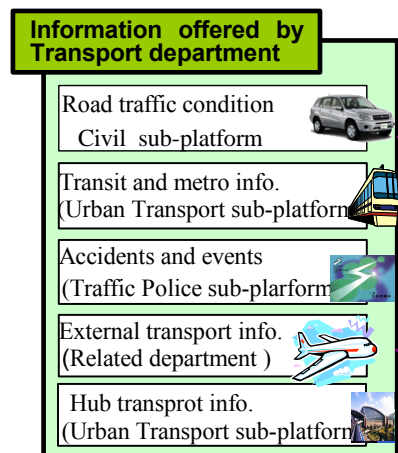 Information offered by
Transport department
Road traffic condition
Civil sub-platform
Transit and metro info.
(Urban Transport sub-platform
Accidents and events
(Traffic Police sub-plarform
External transport info.
(Related department )
Hub transprot info.
(Urban Transport sub-platform